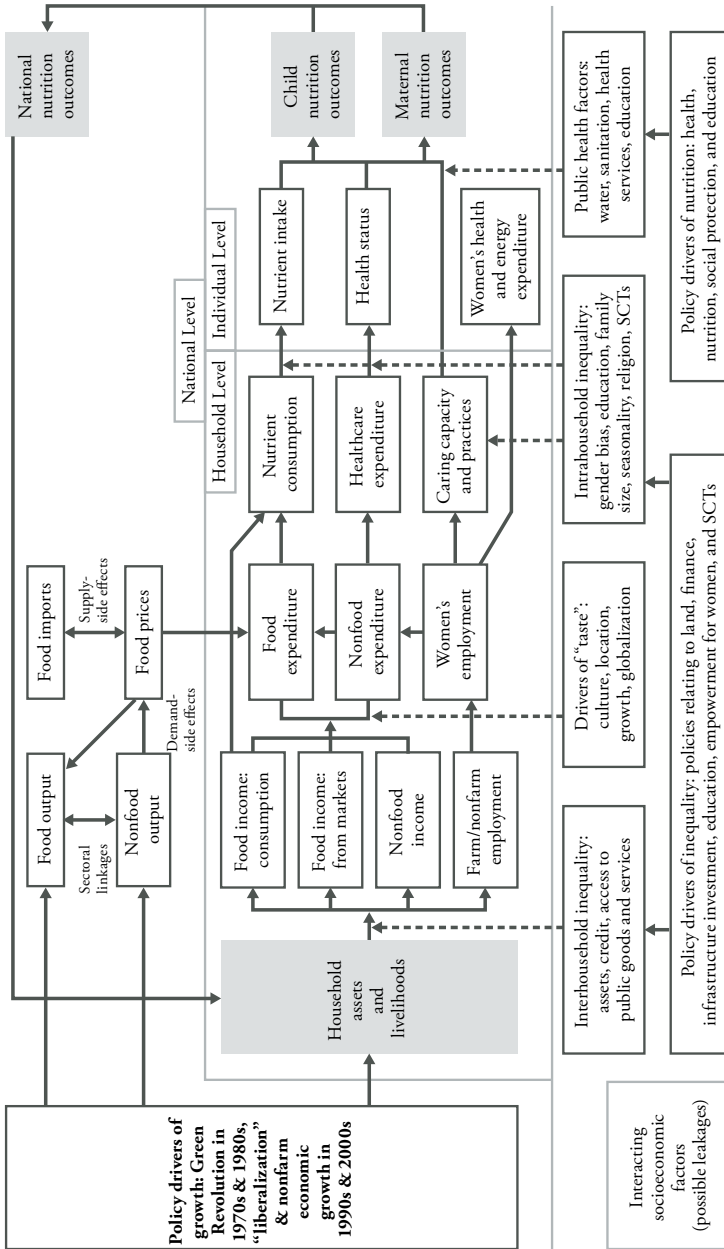 Policy drivers of
growth: Green
Revolution in
1970s & 1980s,
“liberalization”
& nonfarm
economic
growth in
1990s & 2000s
Food output
Sectoral
linkages
Nonfood
output
Food imports
Supply-
side effects
Food prices
Demand-
side effects
National
nutrition
outcomes
National Level
Household Level
Individual Level
Household
assets
and
livelihoods
Food income:
consumption
Food income:
from markets
Nonfood
income
Farm/nonfarm
employment
Food
expenditure
Nonfood
expenditure
Women’s
employment
Nutrient
consumption
Healthcare
expenditure
Caring capacity
and practices
Nutrient intake
Health status
Women’s health
and energy
expenditure
Child
nutrition
outcomes
Maternal
nutrition
outcomes
Interhousehold inequality:
assets, credit, access to
public goods and services
Drivers of “taste”:
culture, location,
growth, globalization
Intrahousehold inequality:
gender bias, education, family
size, seasonality, religion, SCTs
Public health factors:
water, sanitation, health
services, education
Interacting
socioeconomic
factors
(possible leakages)
Policy drivers of inequality: policies relating to land, finance,
infrastructure investment, education, empowerment for women, and SCTs
Policy drivers of nutrition: health,
nutrition, social protection, and education